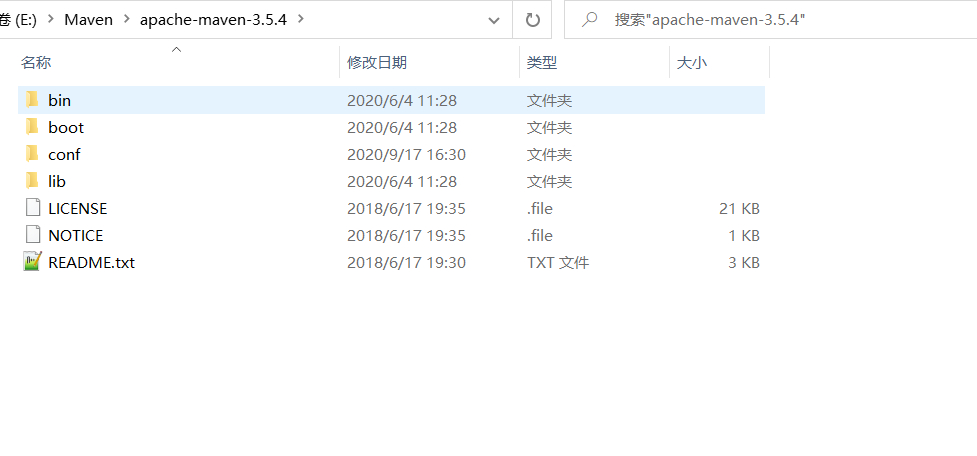 卷 (E:) > Maven > apache-maven-3.5.4 >
搜索"apache-maven-3.5.4"
名称 修改日期 类型 大小
bin 2020/6/4 11:28 文件夹
boot 2020/6/4 11:28 文件夹
conf 2020/9/17 16:30 文件夹
lib 2020/6/4 11:28 文件夹
LICENSE 2018/6/17 19:35 .file 21 KB
NOTICE 2018/6/17 19:35 .file 1 KB
README.txt 2018/6/17 19:30 TXT 文件 3 KB